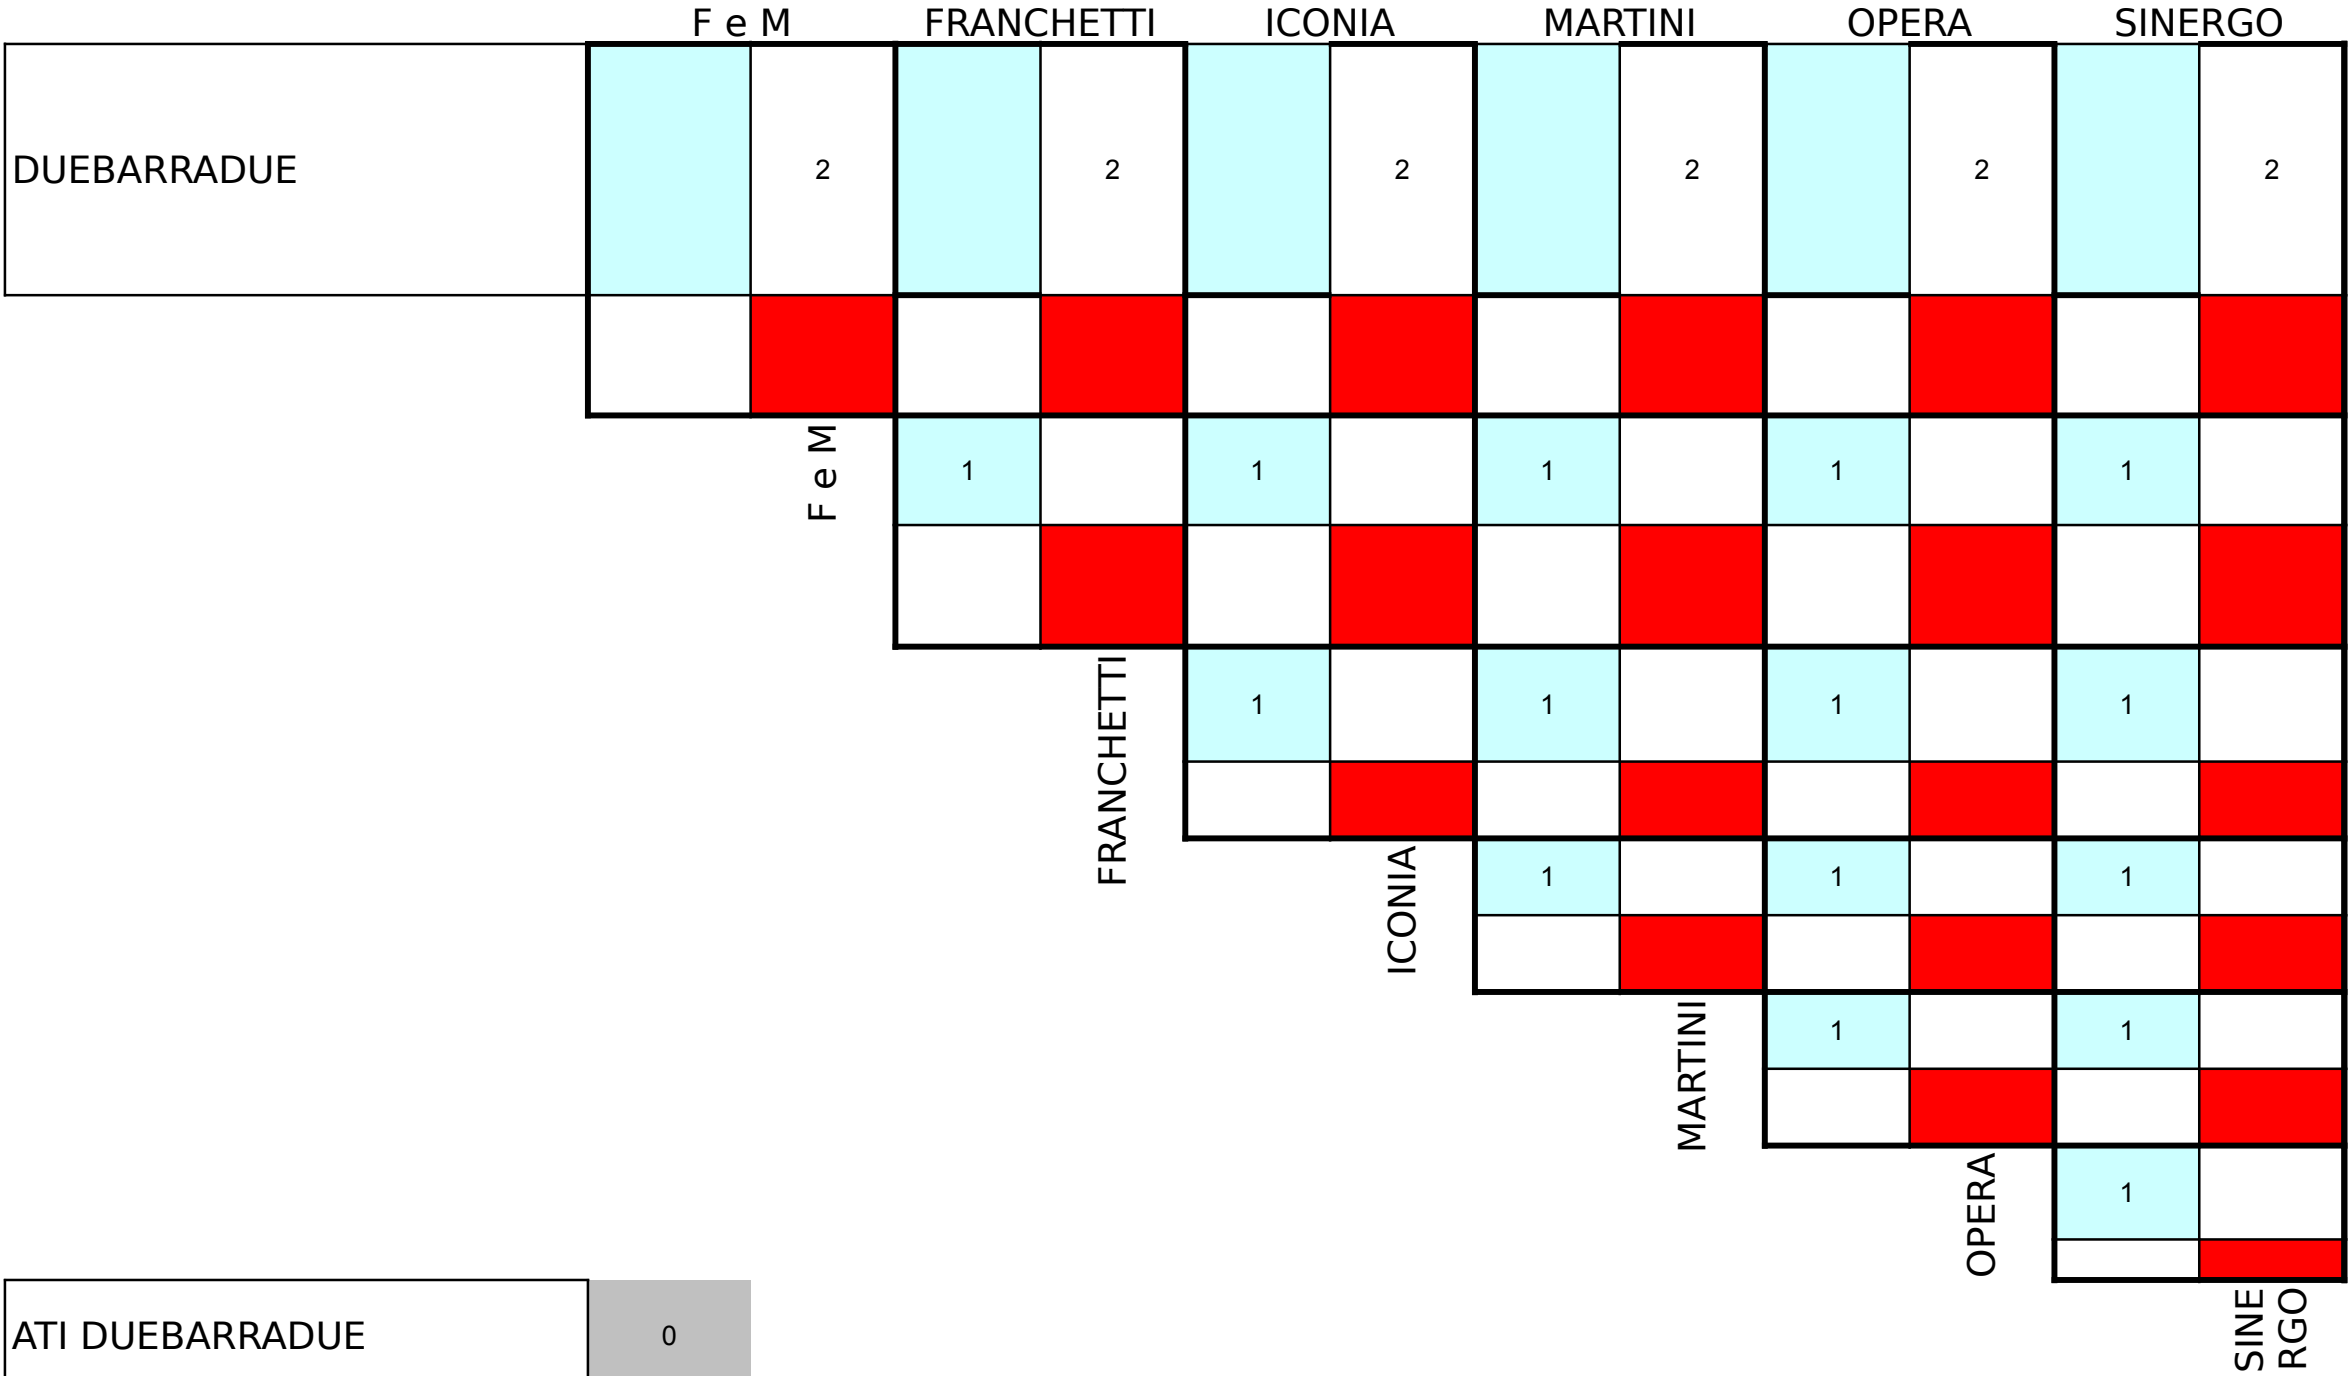 F e M FRANCHETTI ICONIA MARTINI OPERA SINERGO
DUEBARRADUE 2 2 2 2 2 2
F e M 1 1 1 1 1
FRANCHETTI 1 1 1 1
ICONIA 1 1 1
MARTINI 1 1
OPERA 1
SINE
RGO
ATI DUEBARRADUE 0